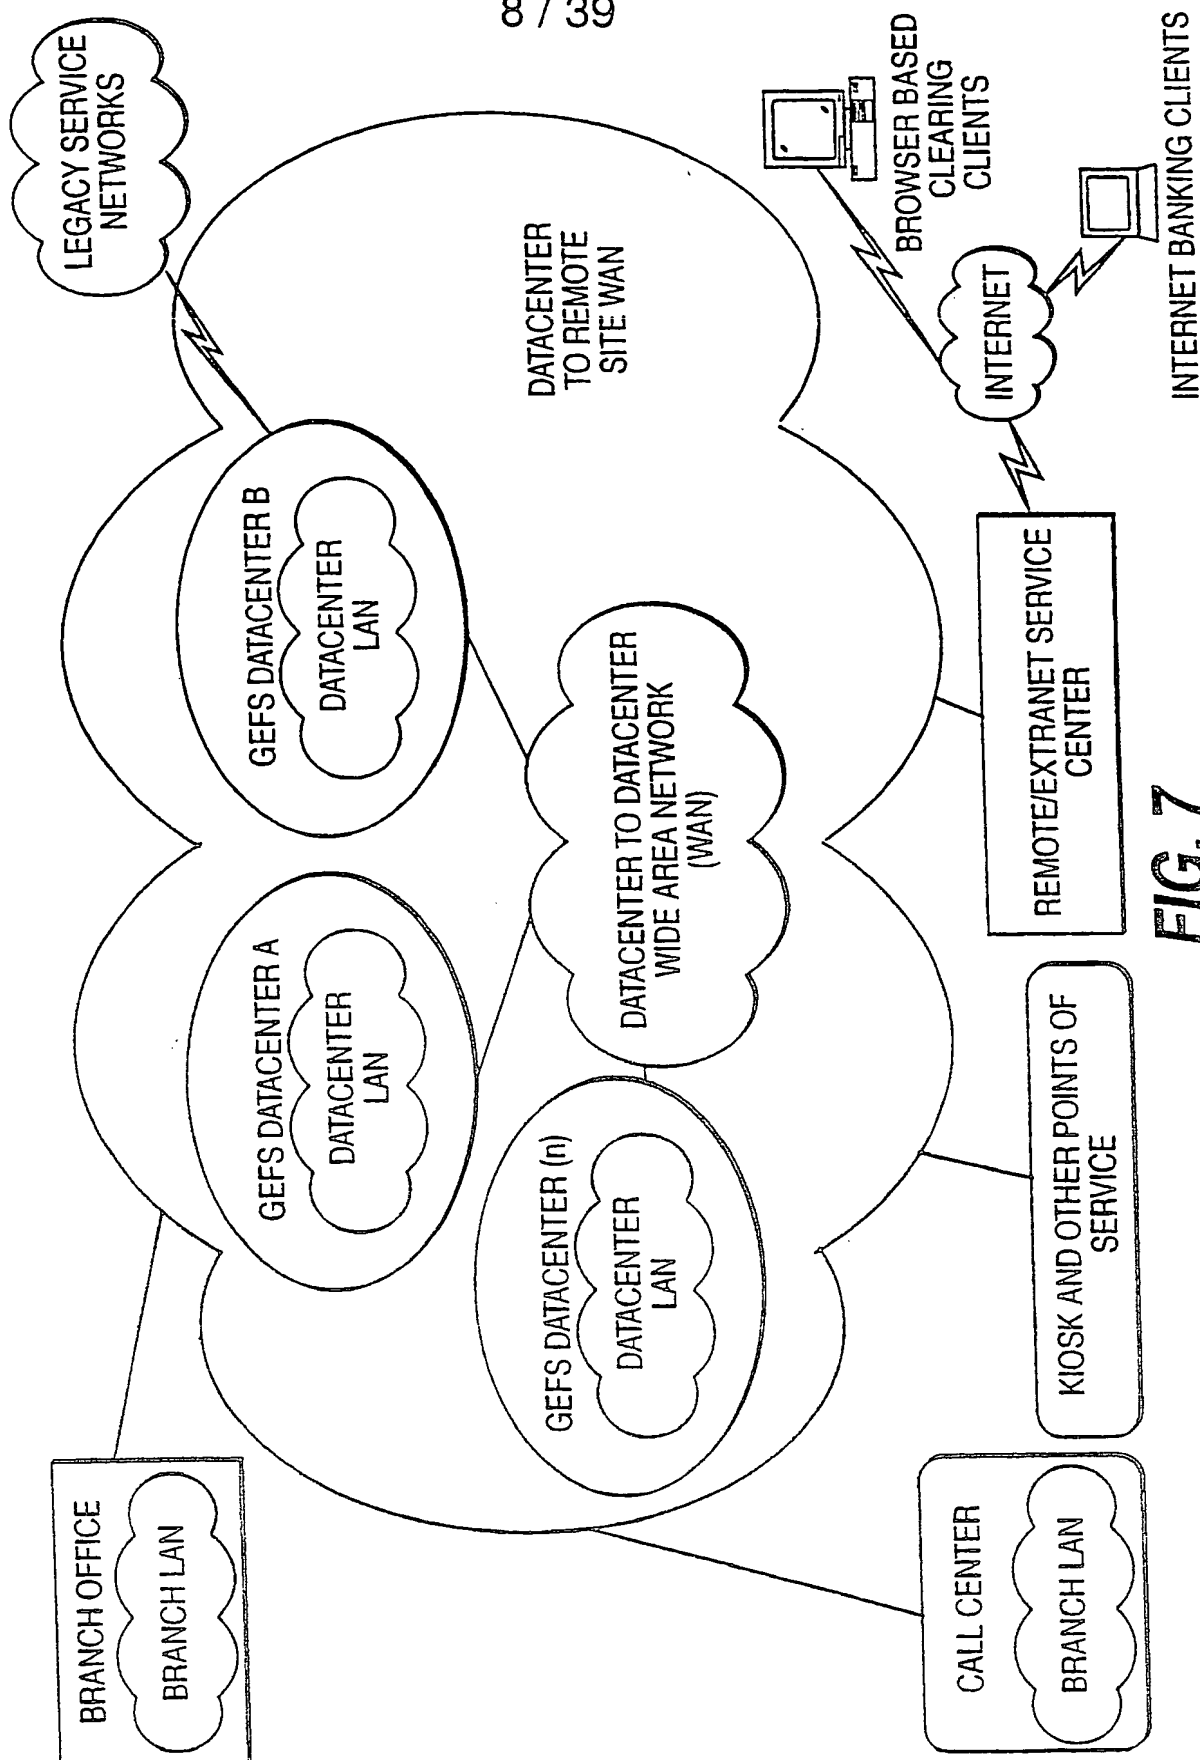 8 / 39
BRANCH OFFICE
BRANCH LAN
LEGACY SERVICE
NETWORKS
GEFS DATACENTER A
DATACENTER
LAN
GEFS DATACENTER B
DATACENTER
LAN
DATACENTER
TO REMOTE
SITE WAN
GEFS DATACENTER (n)
DATACENTER
LAN
DATACENTER TO DATACENTER
WIDE AREA NETWORK
(WAN)
CALL CENTER
BRANCH LAN
KIOSK AND OTHER POINTS OF
SERVICE
REMOTE/EXTRANET SERVICE
CENTER
INTERNET
BROWSER BASED
CLEARING
CLIENTS
INTERNET BANKING CLIENTS
FIG. 7